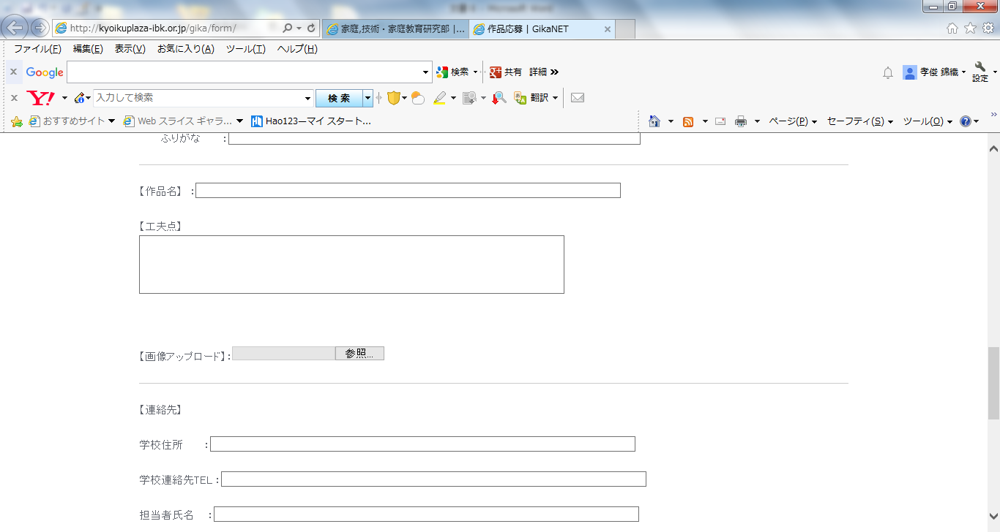 http://kyoikuplaza-ibk.or.jp/gika/form/ 家庭,技術・家庭教育研究部 |... 作品応募 | GikaNET
ファイル(F) 編集(E) 表示(V) お気に入り(A) ツール(T) ヘルプ(H)
x Google 検索 共有 詳細 » 孝俊 錦織 設定
x Y! 入力して検索 検 索 翻訳
おすすめサイト Web スライス ギャラ... Hao123ーマイ スタート... ページ(P) セーフティ(S) ツール(O) »
ふりがな :
【作品名】 :
【工夫点】
【画像アップロード】: 参照...
【連絡先】
学校住所 :
学校連絡先TEL :
担当者氏名 :